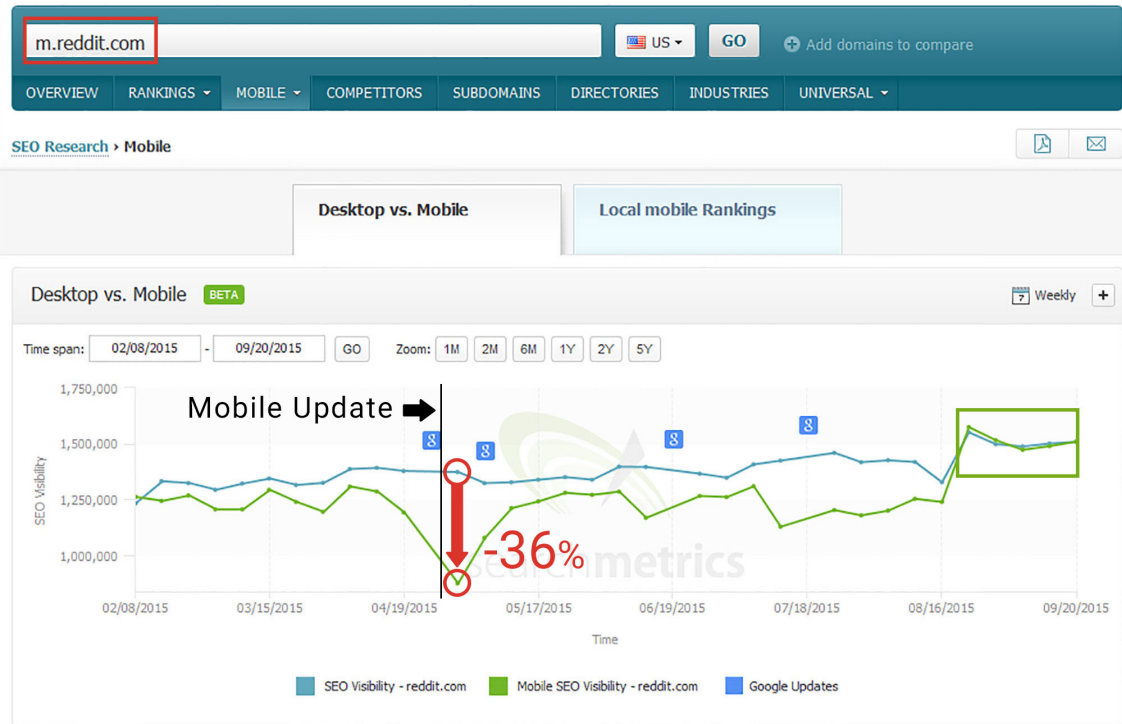 m.reddit.com US GO Add domains to compare
OVERVIEW RANKINGS MOBILE COMPETITORS SUBDOMAINS DIRECTORIES INDUSTRIES UNIVERSAL
SEO Research › Mobile
Desktop vs. Mobile Local mobile Rankings
Desktop vs. Mobile BETA 7 Weekly +
Time span: 02/08/2015 - 09/20/2015 GO Zoom: 1M 2M 6M 1Y 2Y 5Y
1,750,000
Mobile Update
8 8 8 8
1,500,000
1,250,000
1,000,000
SEO Visibility
-36%
searchmetrics
02/08/2015 03/15/2015 04/19/2015 05/17/2015 06/19/2015 07/18/2015 08/16/2015 09/20/2015
Time
SEO Visibility - reddit.com Mobile SEO Visibility - reddit.com Google Updates